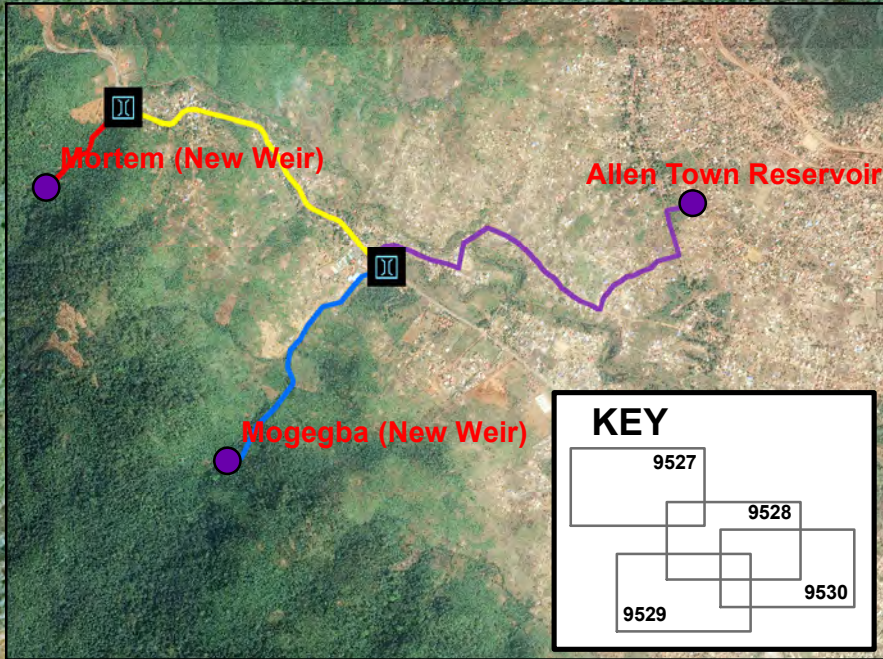 Mortem (New Weir)
Allen Town Reservoir
Mogegba (New Weir)
KEY
9527
9528
9530
9529